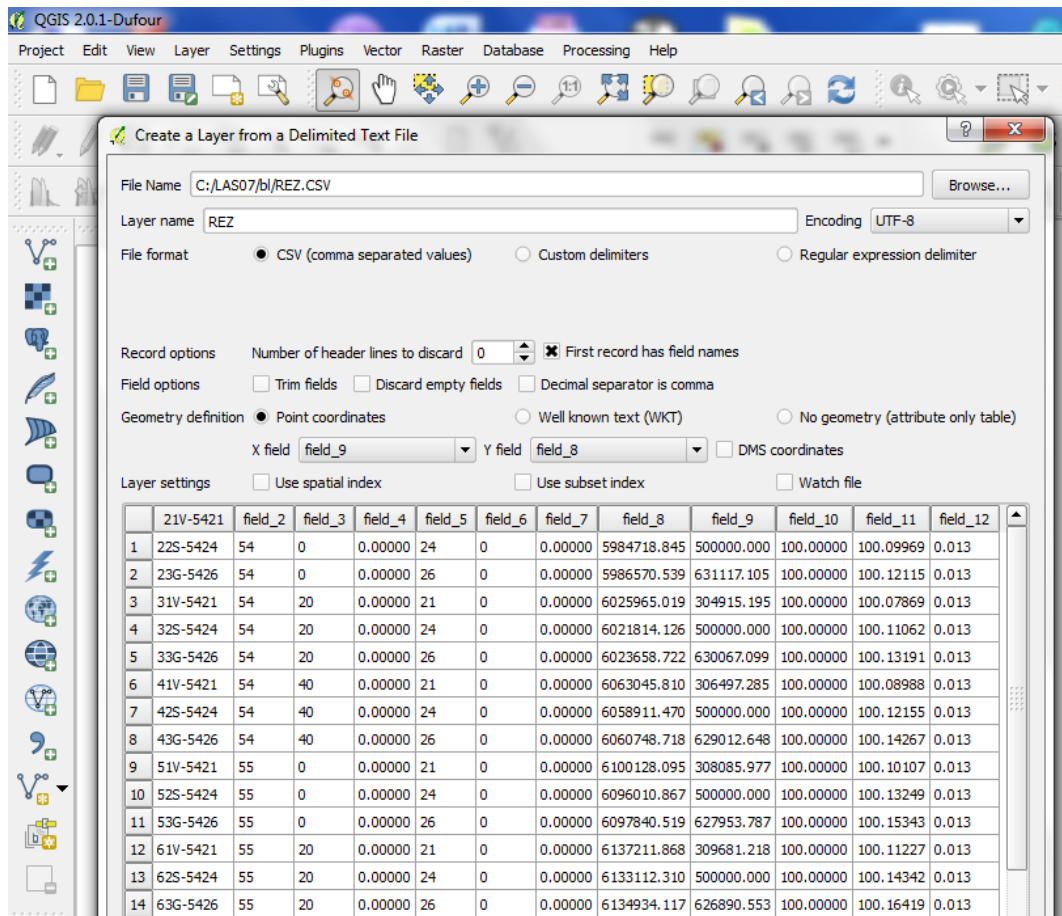 QGIS 2.0.1-Dufour
Project Edit View Layer Settings Plugins Vector Raster Database Processing Help
1:1
Create a Layer from a Delimited Text File
File Name C:/LAS07/bl/REZ.CSV Browse...
Layer name REZ Encoding UTF-8
File format CSV (comma separated values) Custom delimiters Regular expression delimiter
Record options Number of header lines to discard 0 First record has field names
Field options Trim fields Discard empty fields Decimal separator is comma
Geometry definition Point coordinates Well known text (WKT) No geometry (attribute only table)
X field field_9 Y field field_8 DMS coordinates
Layer settings Use spatial index Use subset index Watch file
21V-5421 field_2 field_3 field_4 field_5 field_6 field_7 field_8 field_9 field_10 field_11 field_12
1 22S-5424 54 0 0.00000 24 0 0.00000 5984718.845 500000.000 100.00000 100.09969 0.013
2 23G-5426 54 0 0.00000 26 0 0.00000 5986570.539 631117.105 100.00000 100.12115 0.013
3 31V-5421 54 20 0.00000 21 0 0.00000 6025965.019 304915.195 100.00000 100.07869 0.013
4 32S-5424 54 20 0.00000 24 0 0.00000 6021814.126 500000.000 100.00000 100.11062 0.013
5 33G-5426 54 20 0.00000 26 0 0.00000 6023658.722 630067.099 100.00000 100.13191 0.013
6 41V-5421 54 40 0.00000 21 0 0.00000 6063045.810 306497.285 100.00000 100.08988 0.013
7 42S-5424 54 40 0.00000 24 0 0.00000 6058911.470 500000.000 100.00000 100.12155 0.013
8 43G-5426 54 40 0.00000 26 0 0.00000 6060748.718 629012.648 100.00000 100.14267 0.013
9 51V-5421 55 0 0.00000 21 0 0.00000 6100128.095 308085.977 100.00000 100.10107 0.013
10 52S-5424 55 0 0.00000 24 0 0.00000 6096010.867 500000.000 100.00000 100.13249 0.013
11 53G-5426 55 0 0.00000 26 0 0.00000 6097840.519 627953.787 100.00000 100.15343 0.013
12 61V-5421 55 20 0.00000 21 0 0.00000 6137211.868 309681.218 100.00000 100.11227 0.013
13 62S-5424 55 20 0.00000 24 0 0.00000 6133112.310 500000.000 100.00000 100.14342 0.013
14 63G-5426 55 20 0.00000 26 0 0.00000 6134934.117 626890.553 100.00000 100.16419 0.013